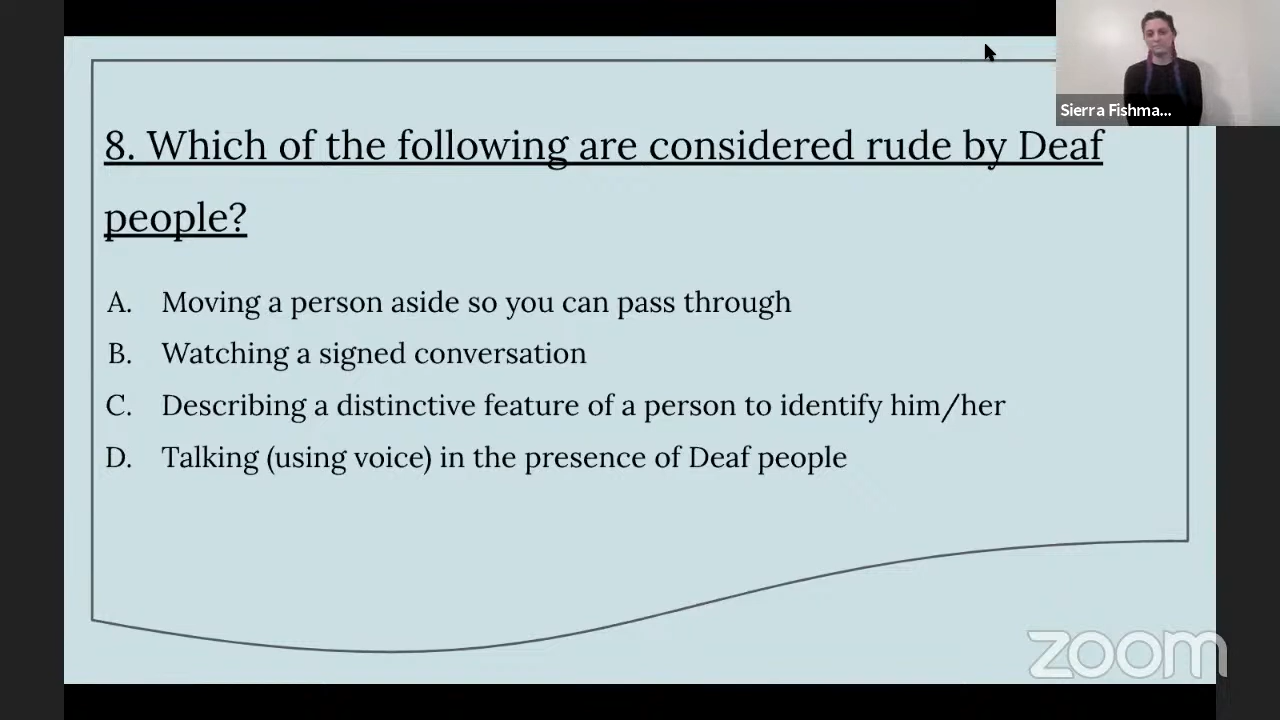 Sierra Fishma...
8. Which of the following are considered rude by Deaf
people?
A. Moving a person aside so you can pass through
B. Watching a signed conversation
C. Describing a distinctive feature of a person to identify him/her
D. Talking (using voice) in the presence of Deaf people
zoom